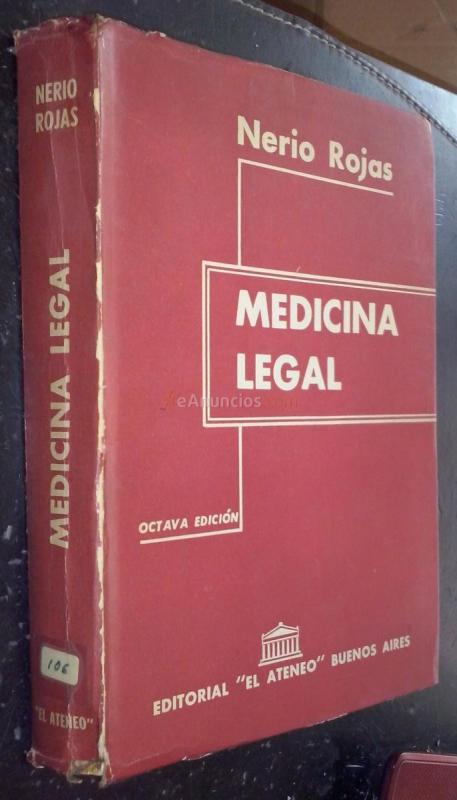 NERIO
ROJAS
MEDICINA LEGAL
106
"EL ATENEO"
Nerio Rojas
MEDICINA
LEGAL
eAnuncios.com
OCTAVA EDICIÓN
EDITORIAL "EL ATENEO" BUENOS AIRES